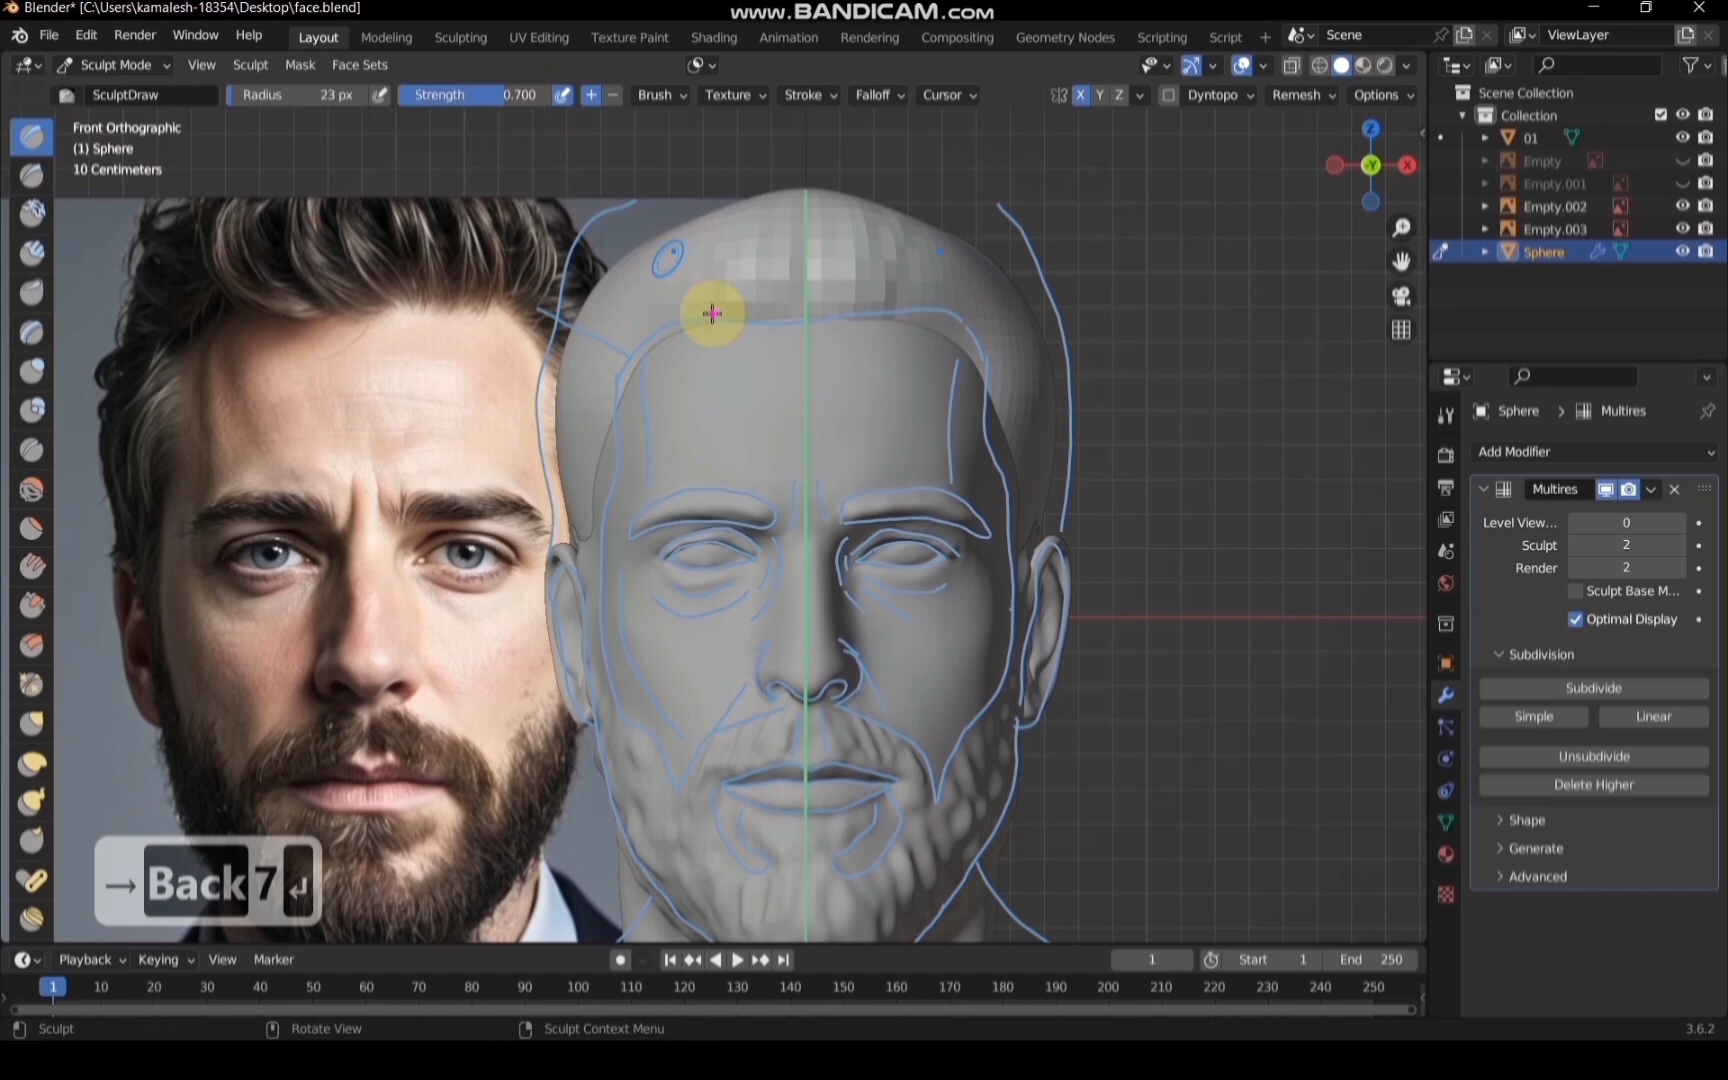 Blender* [C:\Users\kamalesh-18354\Desktop\face.blend]
www.BANDICAM.com
File Edit Render Window Help
Layout Modeling Sculpting UV Editing Texture Paint Shading Animation Rendering Compositing Geometry Nodes Scripting Script +
Scene
ViewLayer
Sculpt Mode View Sculpt Mask Face Sets
SculptDraw Radius 23 px Strength 0.700 + − Brush Texture Stroke Falloff Cursor X Y Z Dyntopo Remesh Options
Front Orthographic
(1) Sphere
10 Centimeters
Z
-Y
X
Scene Collection
Collection
01
Empty
Empty.001
Empty.002
Empty.003
Sphere
Sphere > Multires
Add Modifier
Multires
Level View... 0
Sculpt 2
Render 2
Sculpt Base M...
Optimal Display
Subdivision
Subdivide
Simple Linear
Unsubdivide
Delete Higher
Shape
Generate
Advanced
→ Back 7 ↵
Playback Keying View Marker
1 Start 1 End 250
1 10 20 30 40 50 60 70 80 90 100 110 120 130 140 150 160 170 180 190 200 210 220 230 240 250
Sculpt Rotate View Sculpt Context Menu
3.6.2